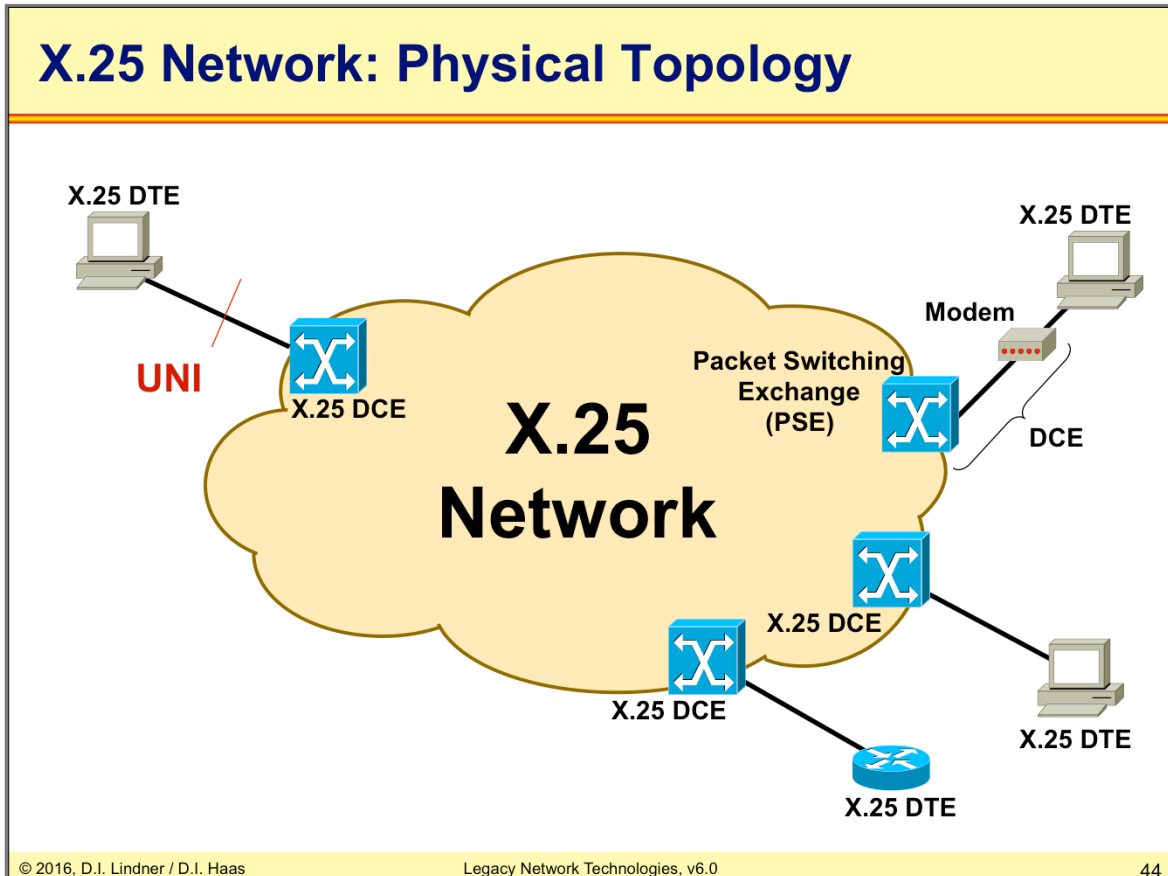 X.25 Network: Physical Topology
X.25 DTE
X.25 DTE
Modem
Packet Switching
Exchange
(PSE)
UNI
X.25 DCE
X.25
Network
DCE
X.25 DCE
X.25 DCE
X.25 DTE
X.25 DTE
© 2016, D.I. Lindner / D.I. Haas
Legacy Network Technologies, v6.0
44